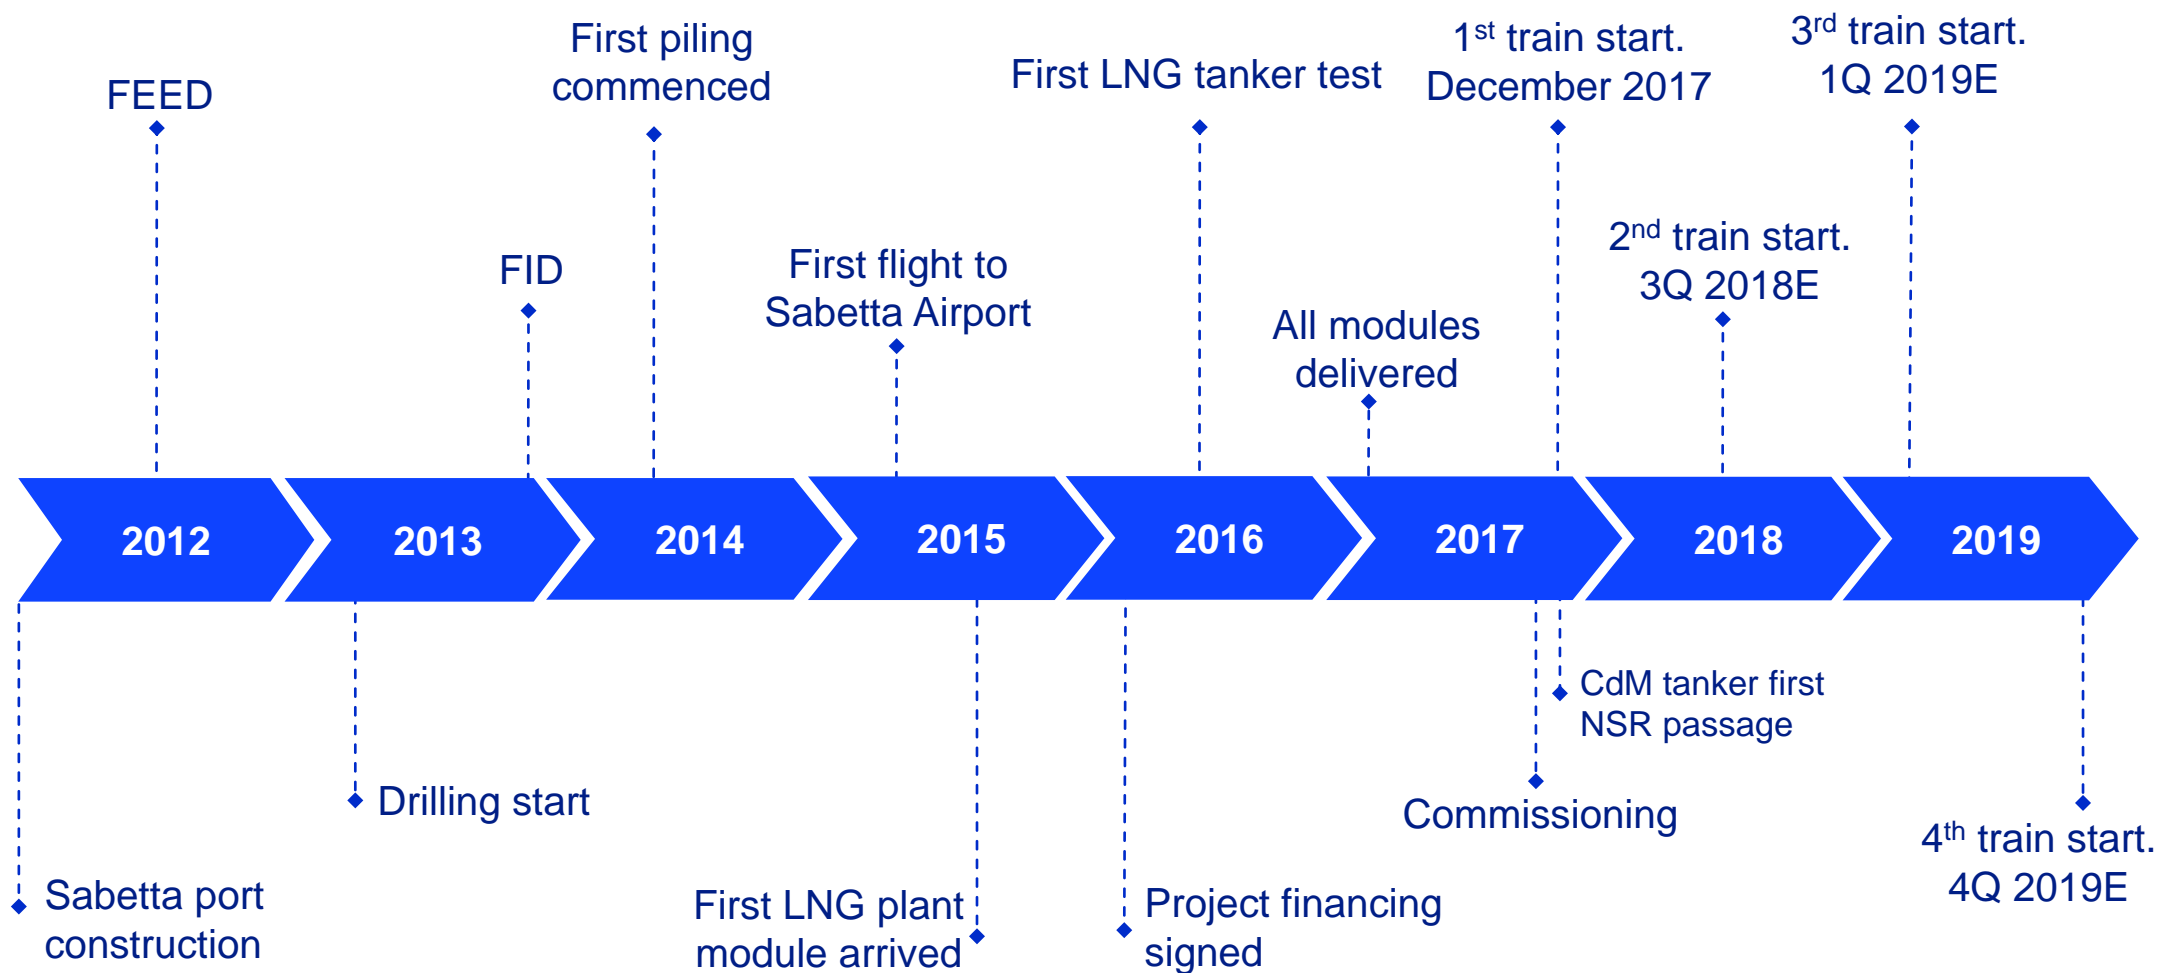 FEED
First piling
commenced
First LNG tanker test
1st train start.
December 2017
3rd train start.
1Q 2019E
FID
First flight to
Sabetta Airport
All modules
delivered
2nd train start.
3Q 2018E
2012
2013
2014
2015
2016
2017
2018
2019
Sabetta port
construction
Drilling start
First LNG plant
module arrived
Project financing
signed
Commissioning
CdM tanker first
NSR passage
4th train start.
4Q 2019E